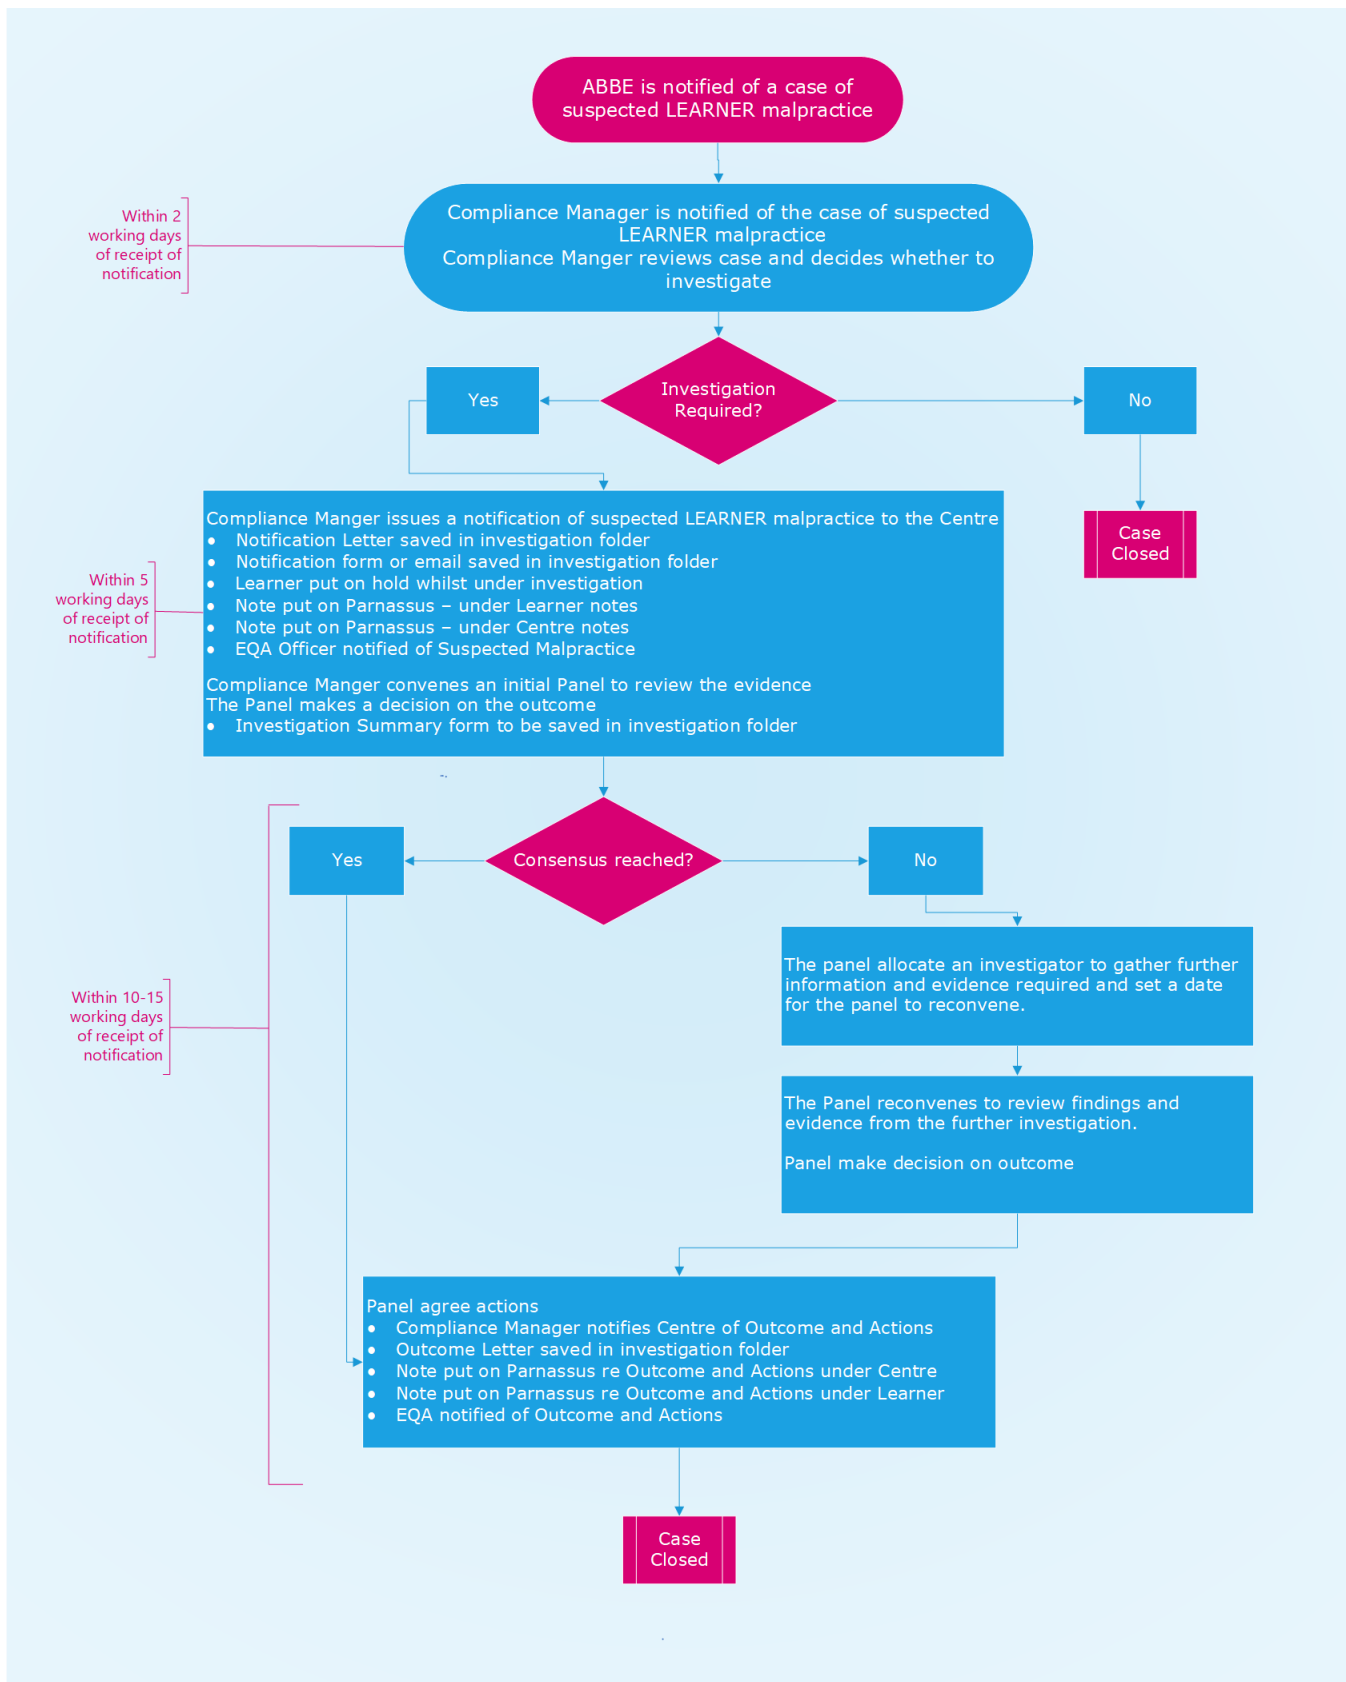 ABBE is notified of a case of
suspected LEARNER malpractice
Within 2
working days
of receipt of
notification
Compliance Manager is notified of the case of suspected
LEARNER malpractice
Compliance Manger reviews case and decides whether to
investigate
Yes
Investigation
Required?
No
Case
Closed
Within 5
working days
of receipt of
notification
Compliance Manger issues a notification of suspected LEARNER malpractice to the Centre
● Notification Letter saved in investigation folder
● Notification form or email saved in investigation folder
● Learner put on hold whilst under investigation
● Note put on Parnassus – under Learner notes
● Note put on Parnassus – under Centre notes
● EQA Officer notified of Suspected Malpractice
Compliance Manger convenes an initial Panel to review the evidence
The Panel makes a decision on the outcome
● Investigation Summary form to be saved in investigation folder
Yes
Consensus reached?
No
Within 10-15
working days
of receipt of
notification
The panel allocate an investigator to gather further
information and evidence required and set a date
for the panel to reconvene.
The Panel reconvenes to review findings and
evidence from the further investigation.
Panel make decision on outcome
Panel agree actions
● Compliance Manager notifies Centre of Outcome and Actions
● Outcome Letter saved in investigation folder
● Note put on Parnassus re Outcome and Actions under Centre
● Note put on Parnassus re Outcome and Actions under Learner
● EQA notified of Outcome and Actions
Case
Closed